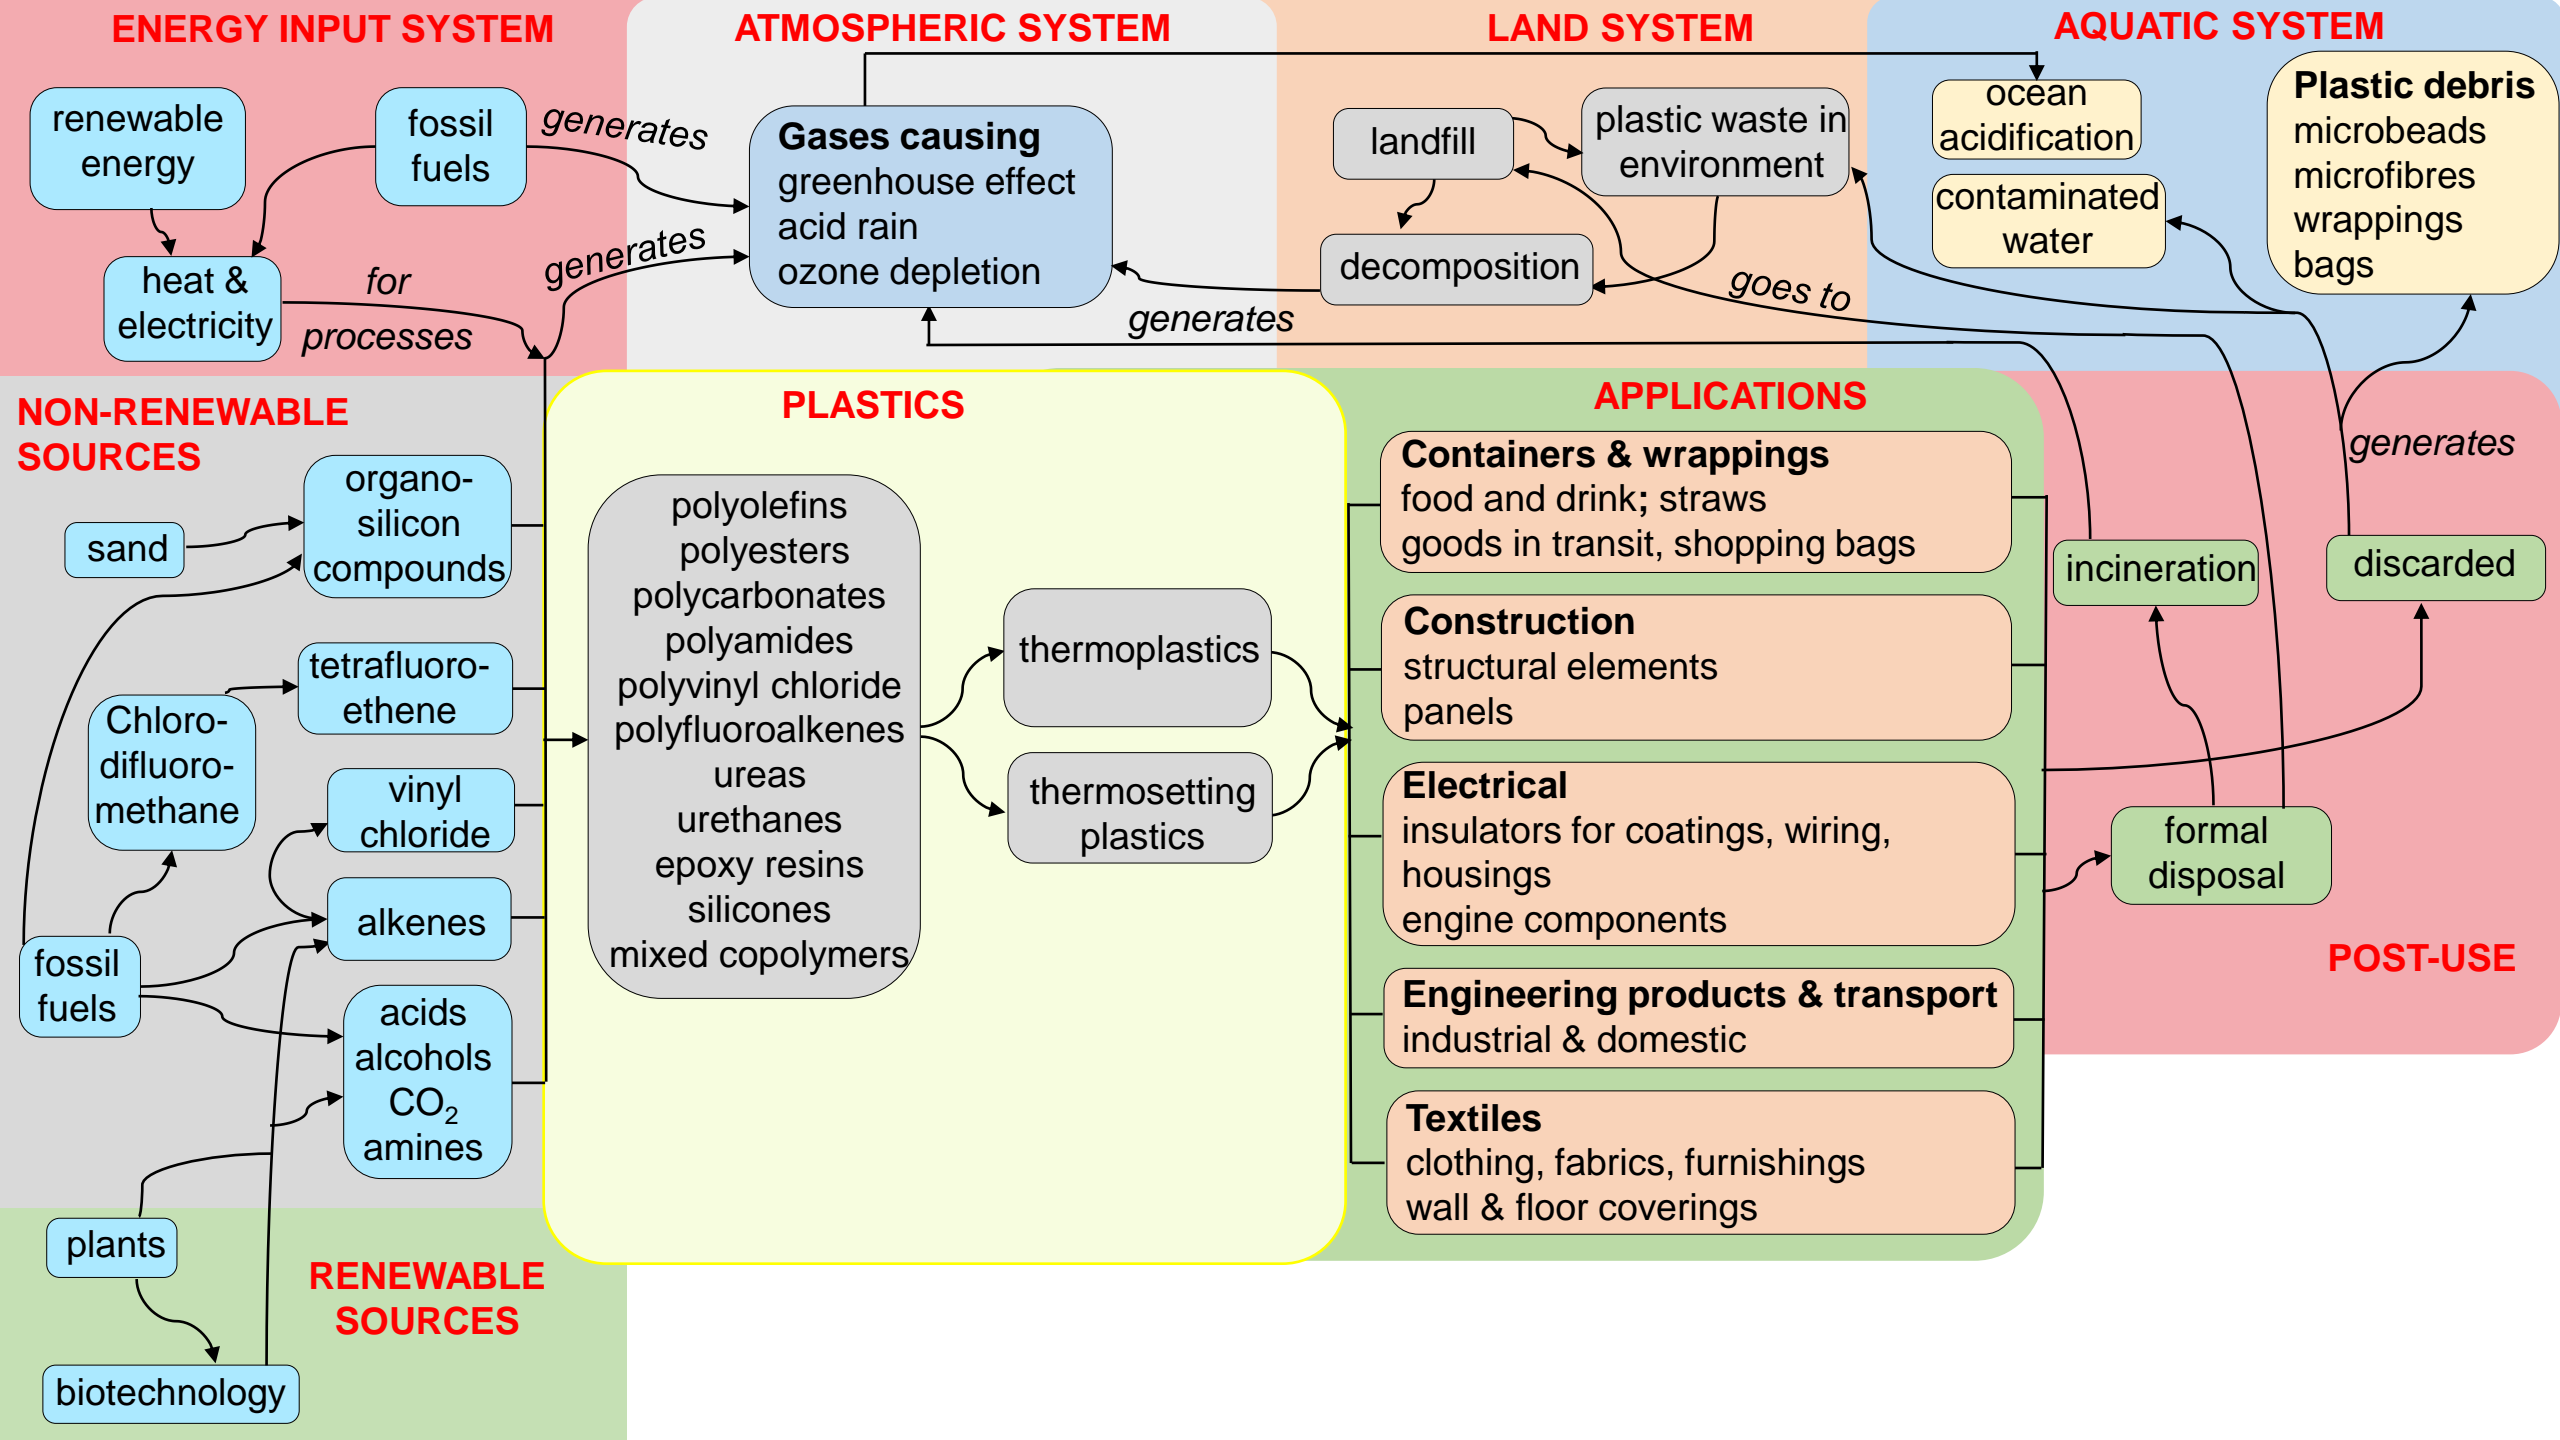 ENERGY INPUT SYSTEM
renewable
energy
fossil
fuels
generates
heat &
electricity
for
processes
generates
ATMOSPHERIC SYSTEM
Gases causing
greenhouse effect
acid rain
ozone depletion
generates
LAND SYSTEM
landfill
plastic waste in
environment
decomposition
goes to
AQUATIC SYSTEM
ocean
acidification
contaminated
water
Plastic debris
microbeads
microfibres
wrappings
bags
NON-RENEWABLE
SOURCES
organo-
silicon
compounds
sand
tetrafluoro-
ethene
Chloro-
difluoro-
methane
vinyl
chloride
alkenes
fossil
fuels
acids
alcohols
CO₂
amines
plants
RENEWABLE
SOURCES
biotechnology
PLASTICS
polyolefins
polyesters
polycarbonates
polyamides
polyvinyl chloride
polyfluoroalkenes
ureas
urethanes
epoxy resins
silicones
mixed copolymers
thermoplastics
thermosetting
plastics
APPLICATIONS
Containers & wrappings
food and drink; straws
goods in transit, shopping bags
Construction
structural elements
panels
Electrical
insulators for coatings, wiring,
housings
engine components
Engineering products & transport
industrial & domestic
Textiles
clothing, fabrics, furnishings
wall & floor coverings
generates
incineration
discarded
formal
disposal
POST-USE